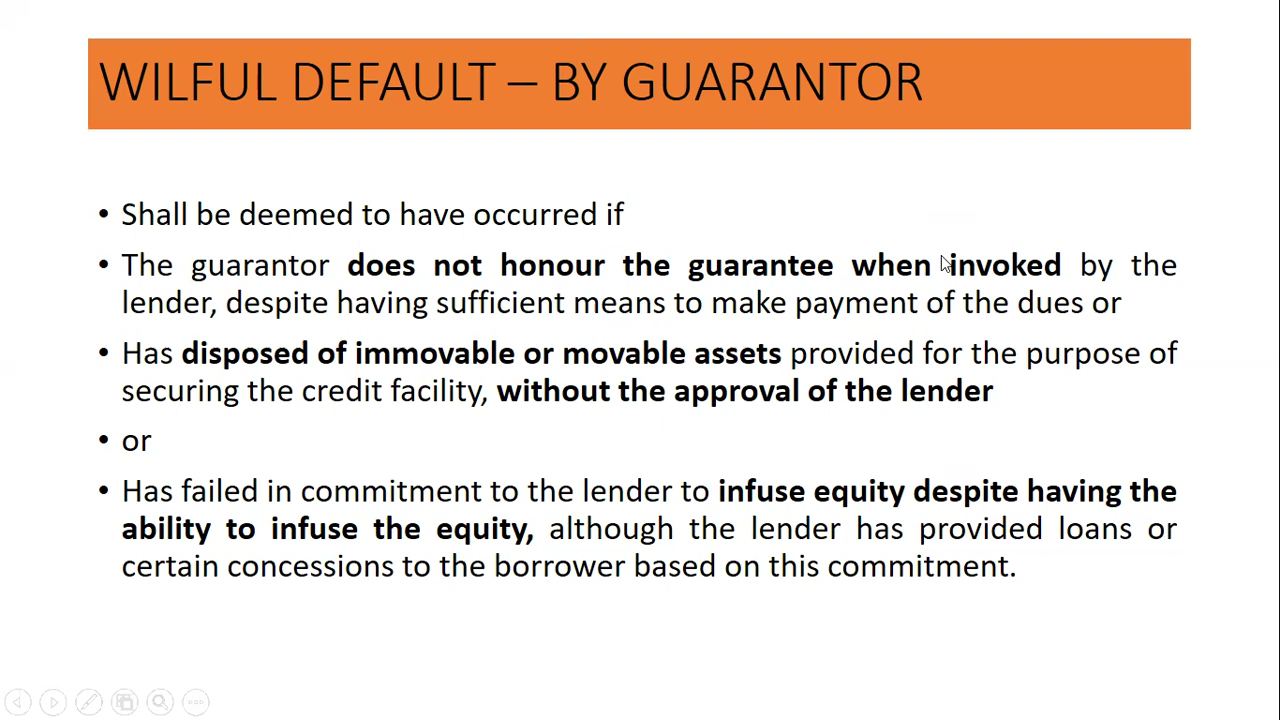 WILFUL DEFAULT – BY GUARANTOR
• Shall be deemed to have occurred if
• The guarantor does not honour the guarantee when invoked by the
lender, despite having sufficient means to make payment of the dues or
• Has disposed of immovable or movable assets provided for the purpose of
securing the credit facility, without the approval of the lender
• or
• Has failed in commitment to the lender to infuse equity despite having the
ability to infuse the equity, although the lender has provided loans or
certain concessions to the borrower based on this commitment.